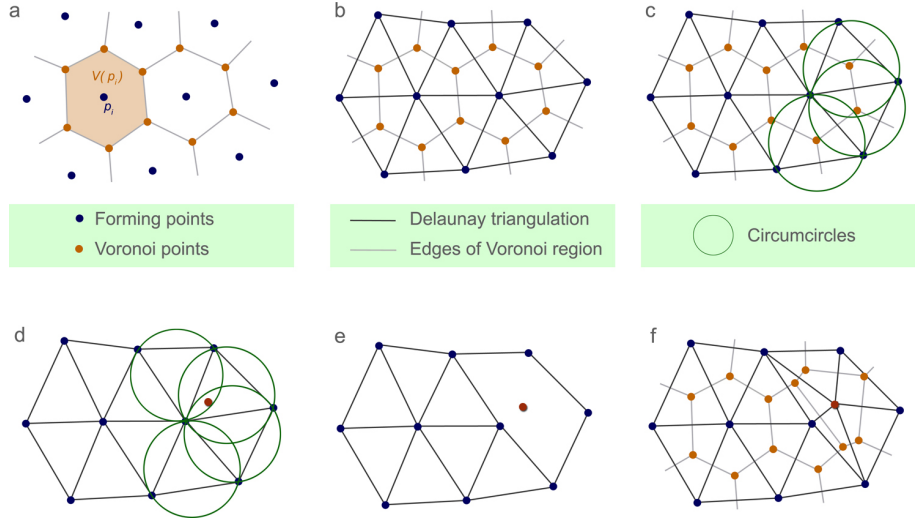 a
b
c
V(pᵢ)
pᵢ
Forming points
Voronoi points
Delaunay triangulation
Edges of Voronoi region
Circumcircles
d
e
f